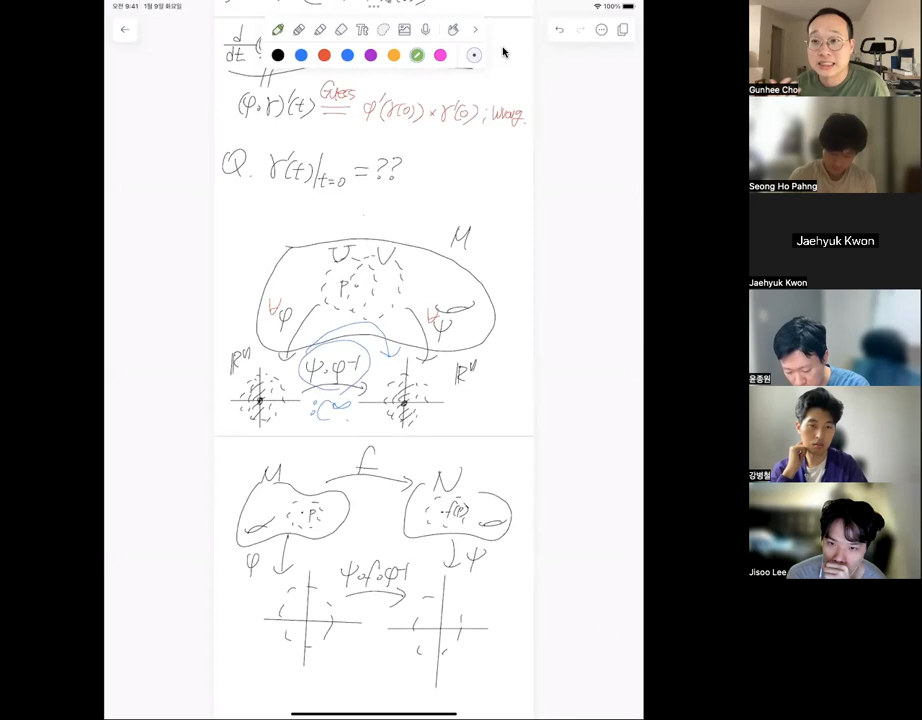 오전 9:41 1월 9일 화요일
100%
Tt
d/dt
(φ∘γ)'(t) Guess = φ'(γ(0)) × γ'(0) ; wrong.
Q. γ'(t)|t=0 = ??
M
U V
p
∀φ
∀ψ
ℝⁿ
ψ∘φ⁻¹
ℝⁿ
: C∞
f
M
N
p
f(p)
φ
ψ∘f∘φ⁻¹
ψ
Gunhee Cho
Seong Ho Pahng
Jaehyuk Kwon
Jaehyuk Kwon
윤종원
강병철
Jisoo Lee